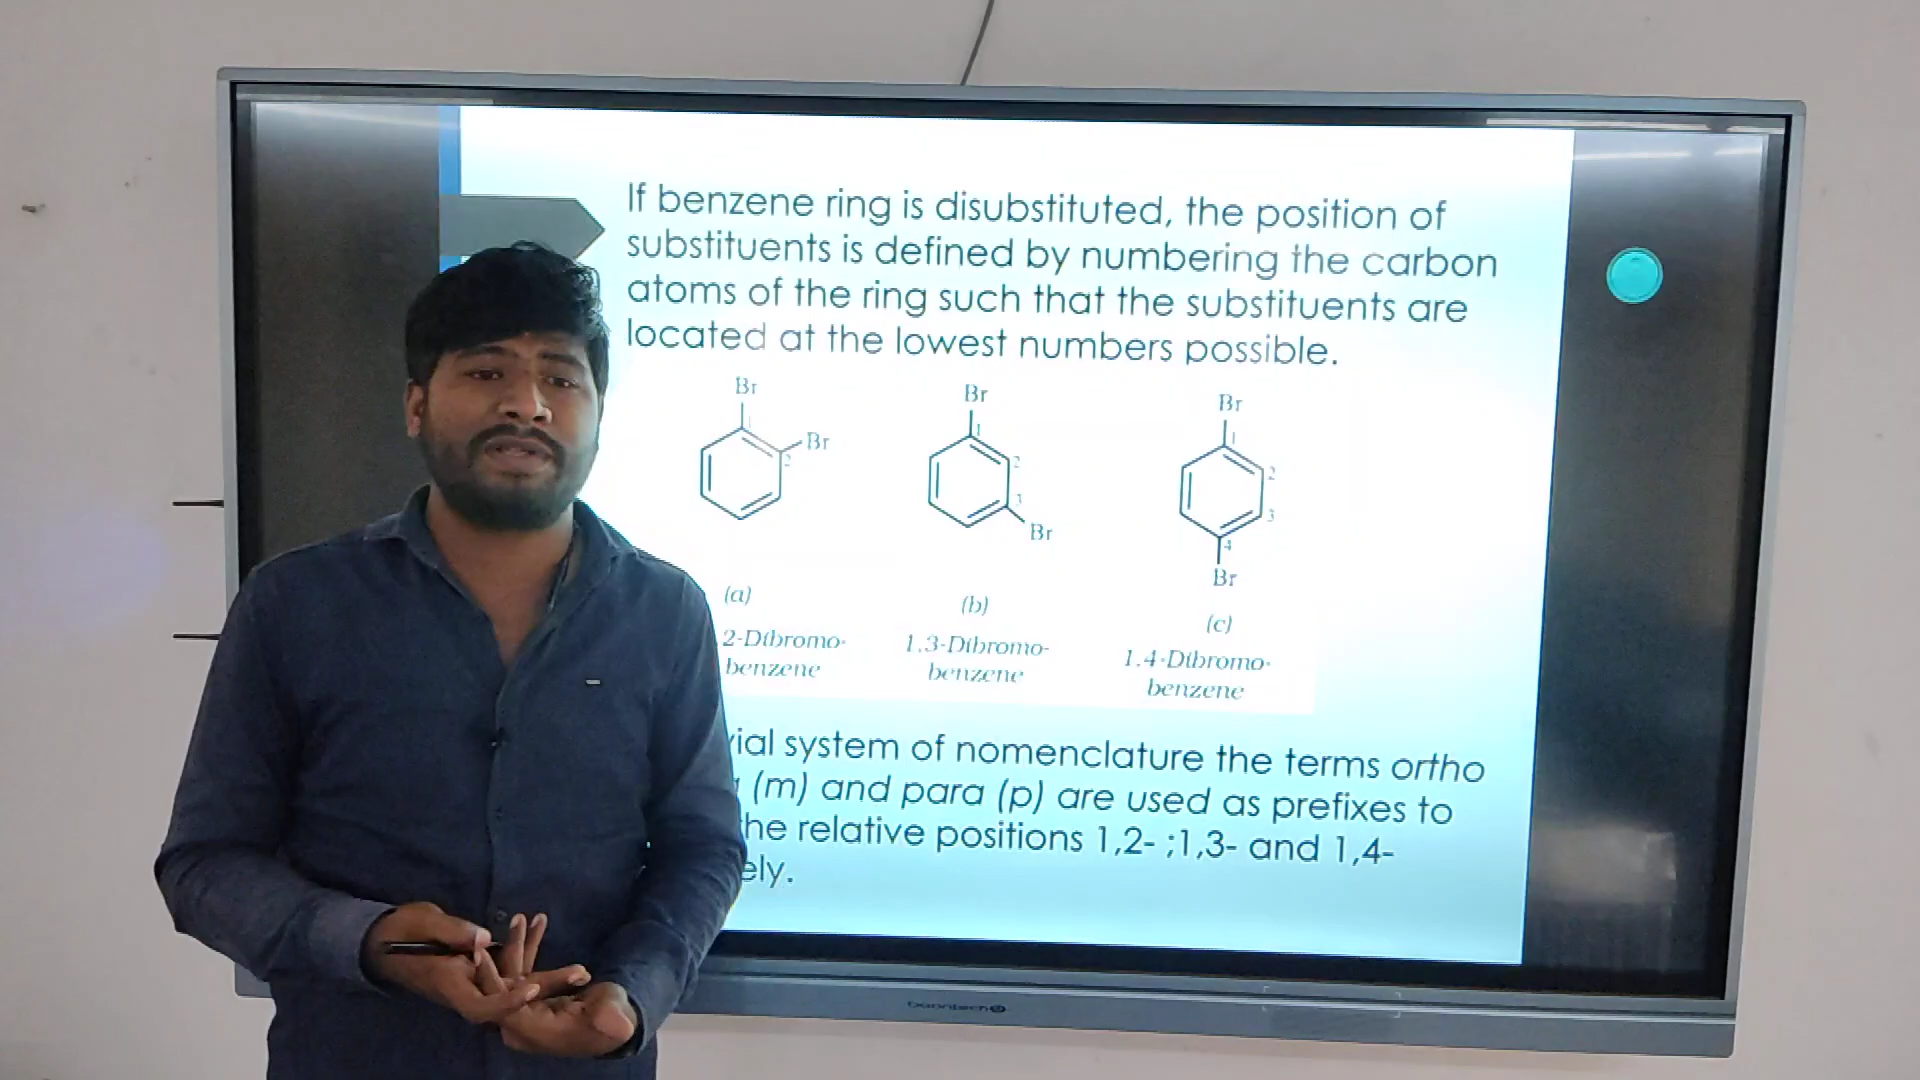 If benzene ring is disubstituted, the position of
substituents is defined by numbering the carbon
atoms of the ring such that the substituents are
located at the lowest numbers possible.
Br
1
Br
2
Br
1
2
3
Br
Br
1
2
3
4
Br
(a)
2-Dibromo-
benzene
(b)
1,3-Dibromo-
benzene
(c)
1,4-Dibromo-
benzene
system of nomenclature the terms ortho
(m) and para (p) are used as prefixes to
the relative positions 1,2- ;1,3- and 1,4-